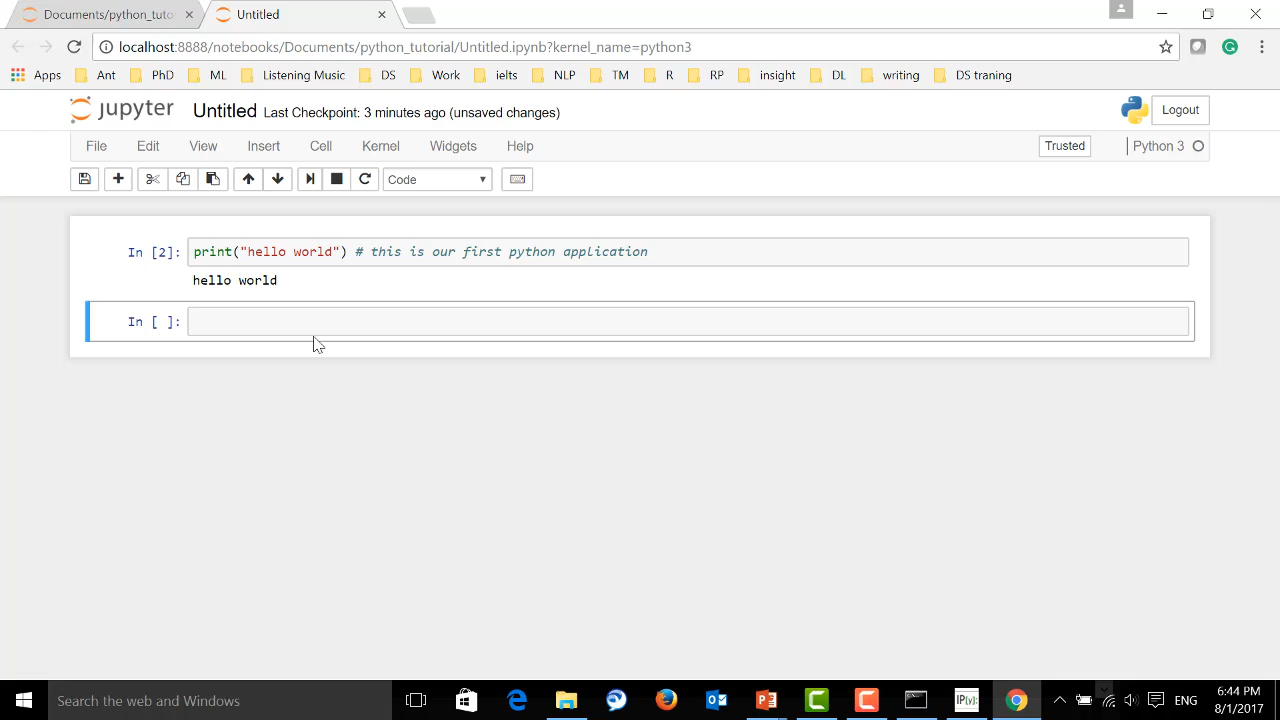 Documents/python_tuto
Untitled
localhost:8888/notebooks/Documents/python_tutorial/Untitled.ipynb?kernel_name=python3
Apps Ant PhD ML Listening Music DS Work ielts NLP TM R PY insight DL writing DS traning
jupyter Untitled Last Checkpoint: 3 minutes ago (unsaved changes) Logout
File Edit View Insert Cell Kernel Widgets Help Trusted Python 3
Code
In [2]: print("hello world") # this is our first python application
hello world
In [ ]:
Search the web and Windows
IP[y]:
ENG
6:44 PM
8/1/2017